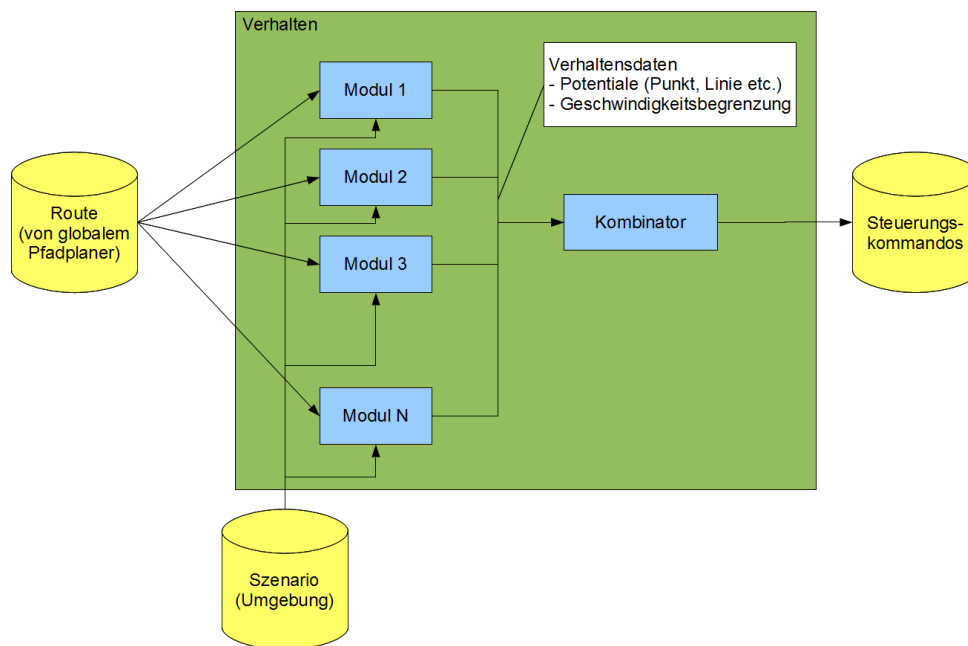 Verhalten
Modul 1
Verhaltensdaten
- Potentiale (Punkt, Linie etc.)
- Geschwindigkeitsbegrenzung
Modul 2
Route
(von globalem
Pfadplaner)
Kombinator
Steuerungs-
kommandos
Modul 3
Modul N
Szenario
(Umgebung)